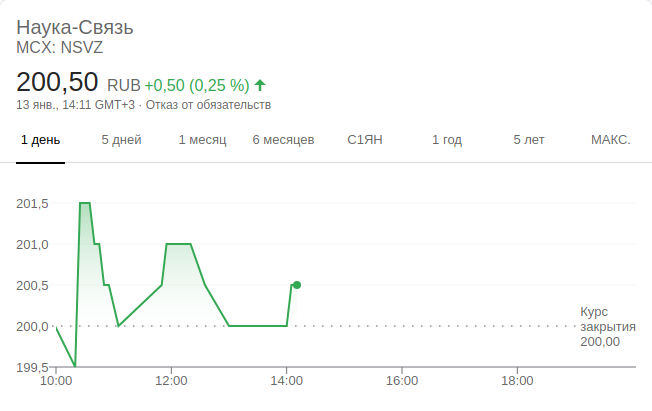 Наука-Связь
MCX: NSVZ
200,50 RUB +0,50 (0,25 %)
13 янв., 14:11 GMT+3 · Отказ от обязательств
1 день 5 дней 1 месяц 6 месяцев С1ЯН 1 год 5 лет МАКС.
201,5
201,0
200,5
200,0
Курс
закрытия
200,00
199,5
10:00 12:00 14:00 16:00 18:00